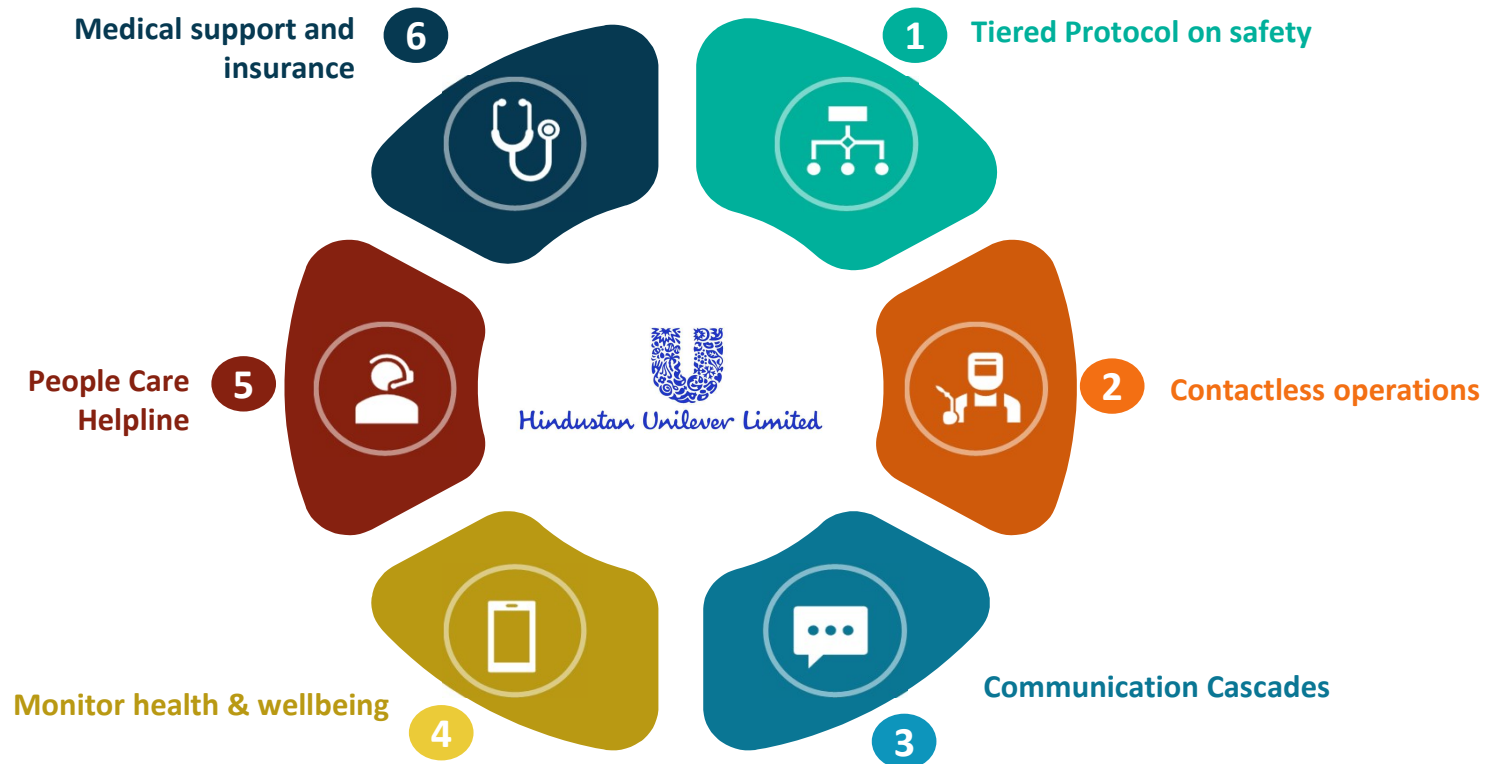 Medical support and
insurance
6
1
Tiered Protocol on safety
People Care
Helpline
5
Hindustan Unilever Limited
2
Contactless operations
Monitor health & wellbeing
4
Communication Cascades
3